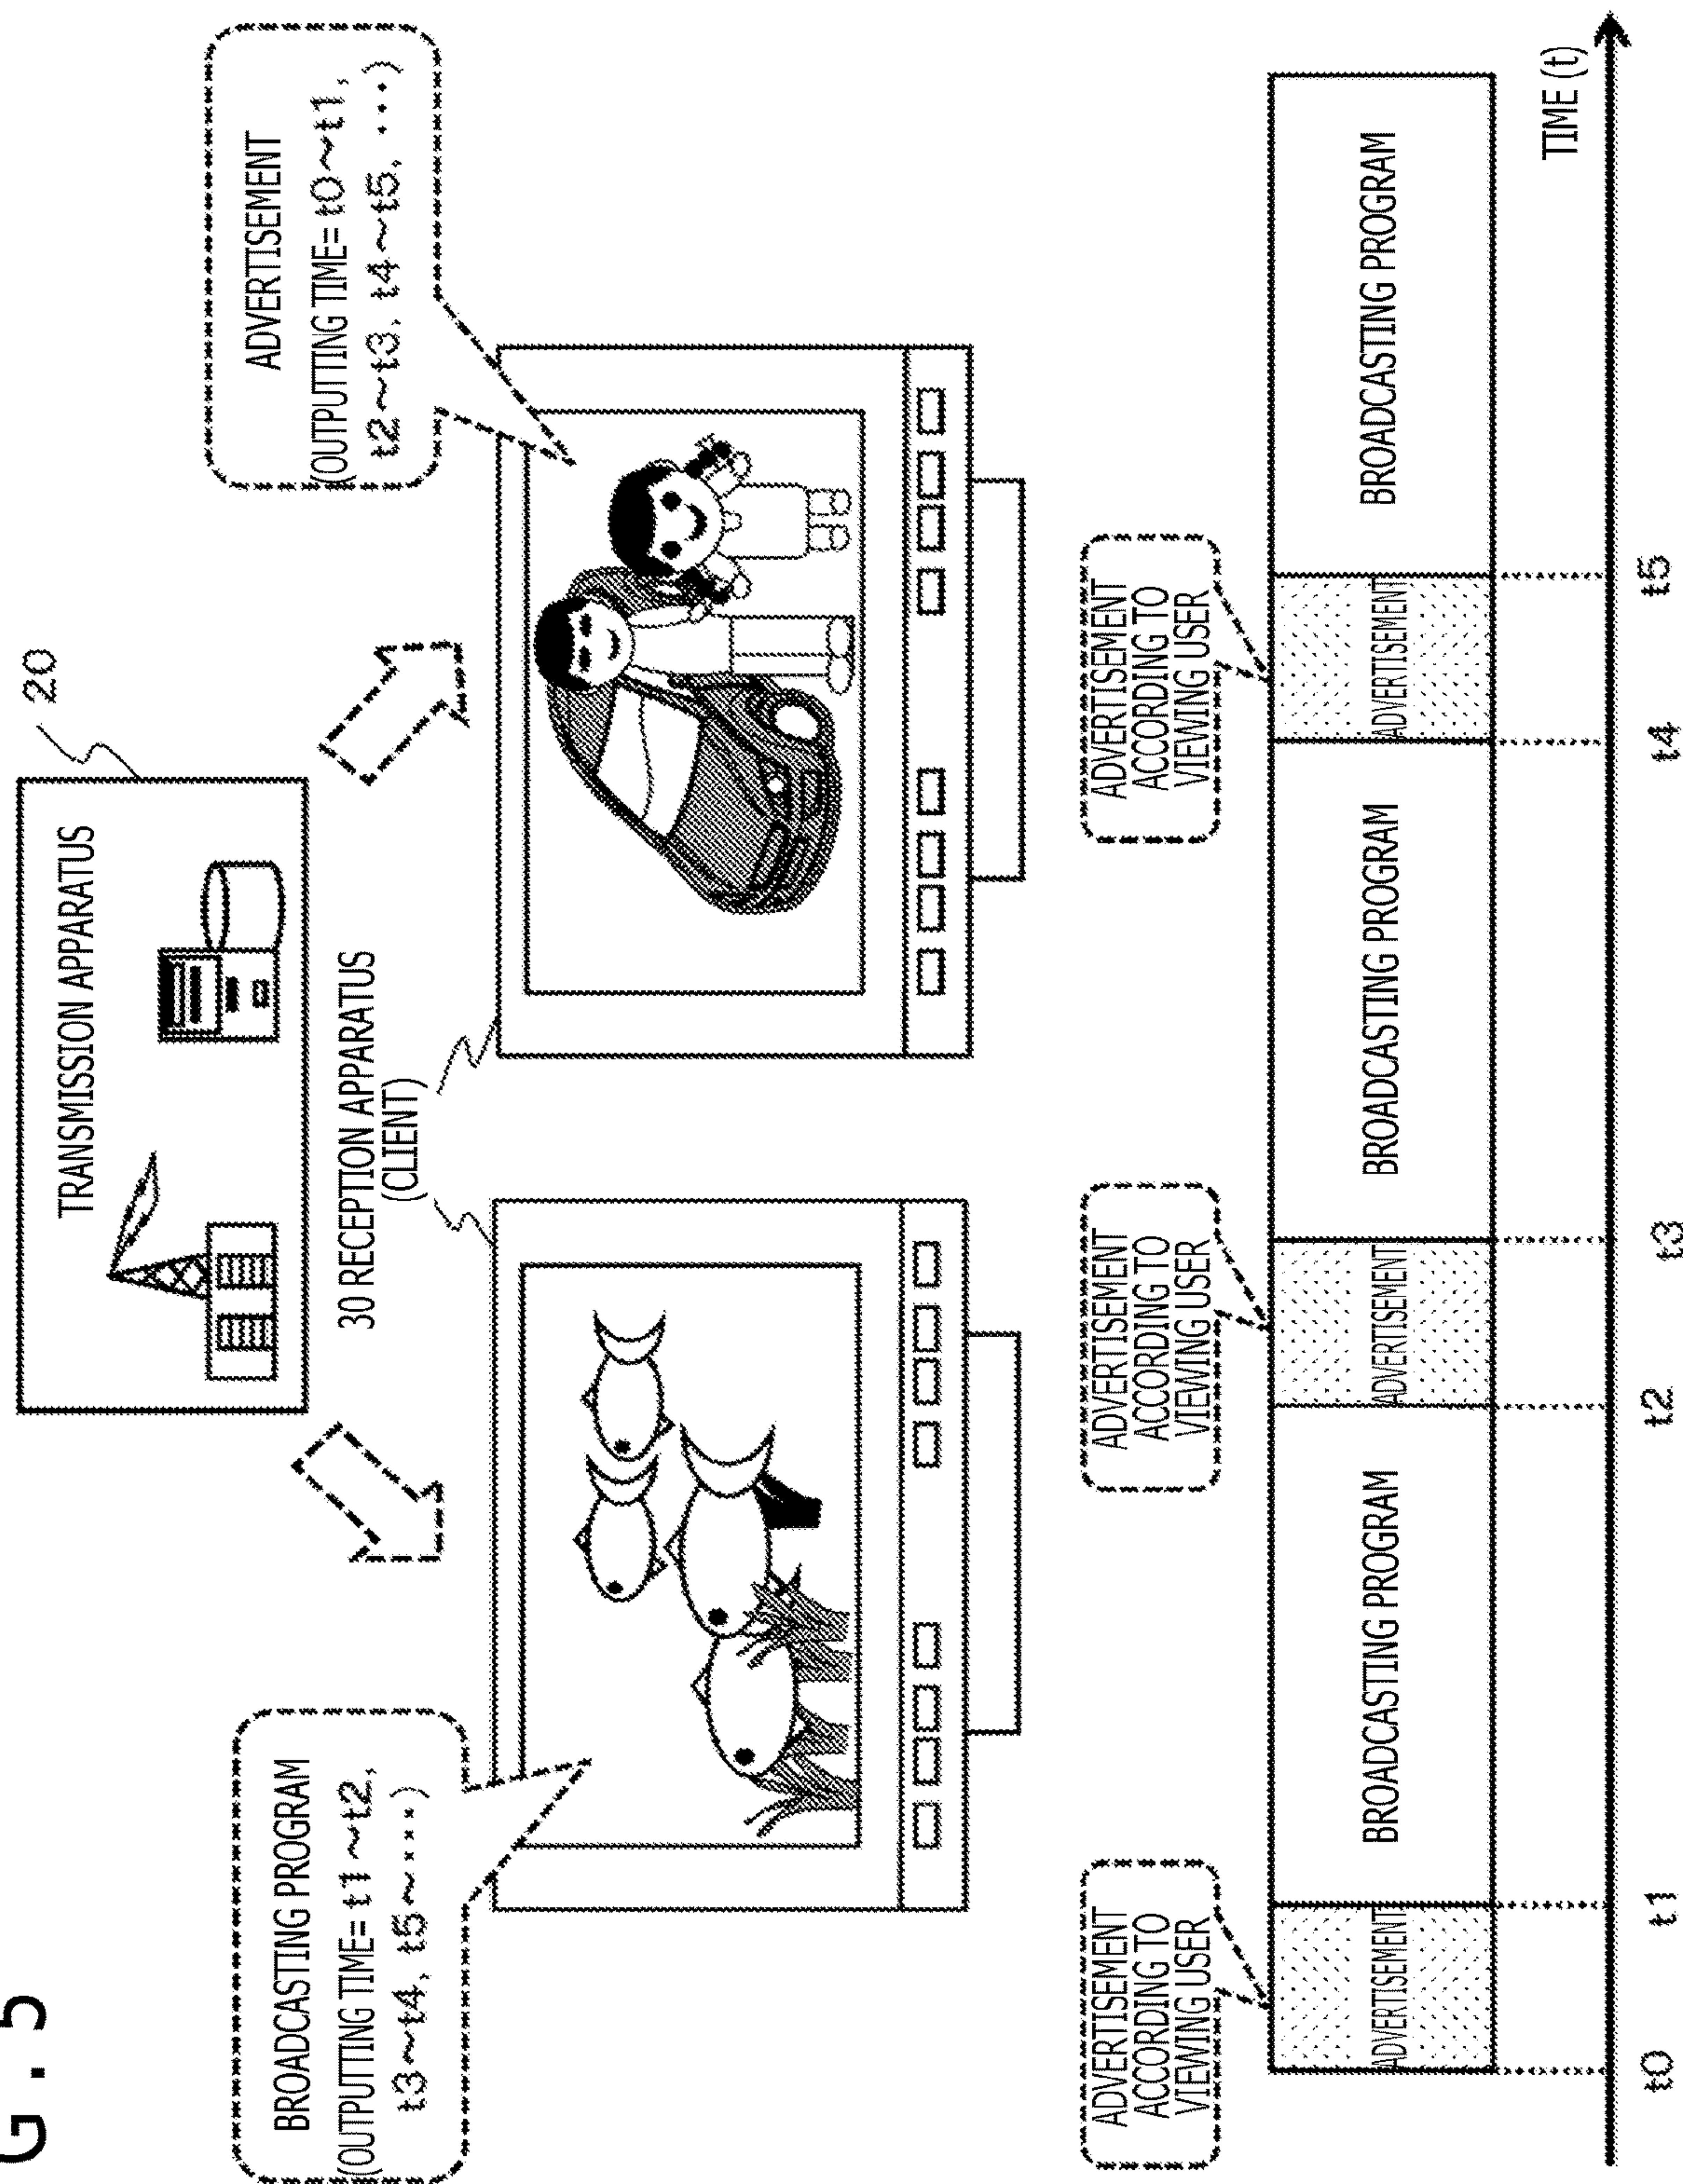 G . 5
TRANSMISSION APPARATUS
20
30 RECEPTION APPARATUS
(CLIENT)
BROADCASTING PROGRAM
(OUTPUTTING TIME= t1～t2,
t3～t4, t5～····)
ADVERTISEMENT
(OUTPUTTING TIME= t0～t1,
t2～t3, t4～t5, ···)
ADVERTISEMENT
ACCORDING TO
VIEWING USER
ADVERTISEMENT
ACCORDING TO
VIEWING USER
ADVERTISEMENT
ACCORDING TO
VIEWING USER
ADVERTISEMENT
BROADCASTING PROGRAM
ADVERTISEMENT
BROADCASTING PROGRAM
ADVERTISEMENT
BROADCASTING PROGRAM
TIME (t)
t0
t1
t2
t3
t4
t5